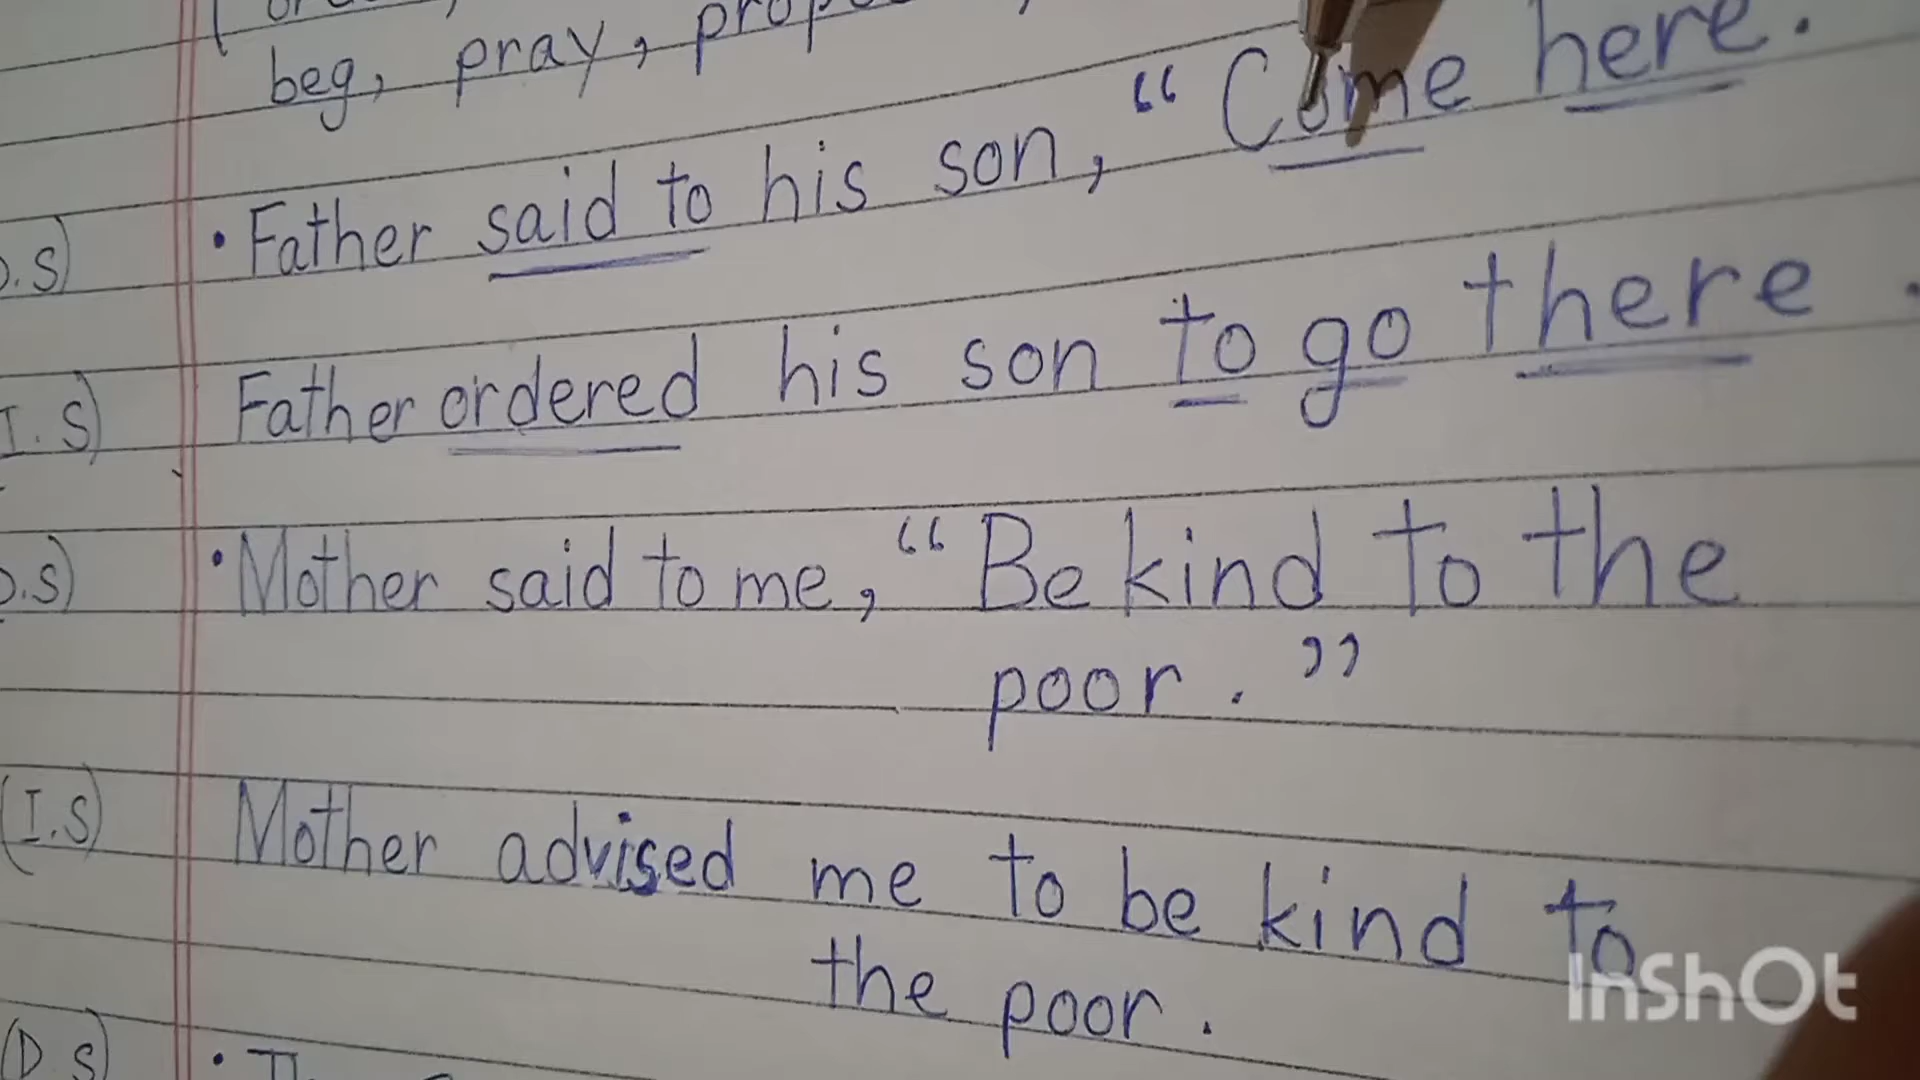 beg, pray,
(D.S) • Father said to his son, “ Come here.
(I.S) Father ordered his son to go there.
(D.S) • Mother said to me, “ Be kind to the
poor. ”
(I.S) Mother advised me to be kind to
the poor.
(D S) •
InShOt